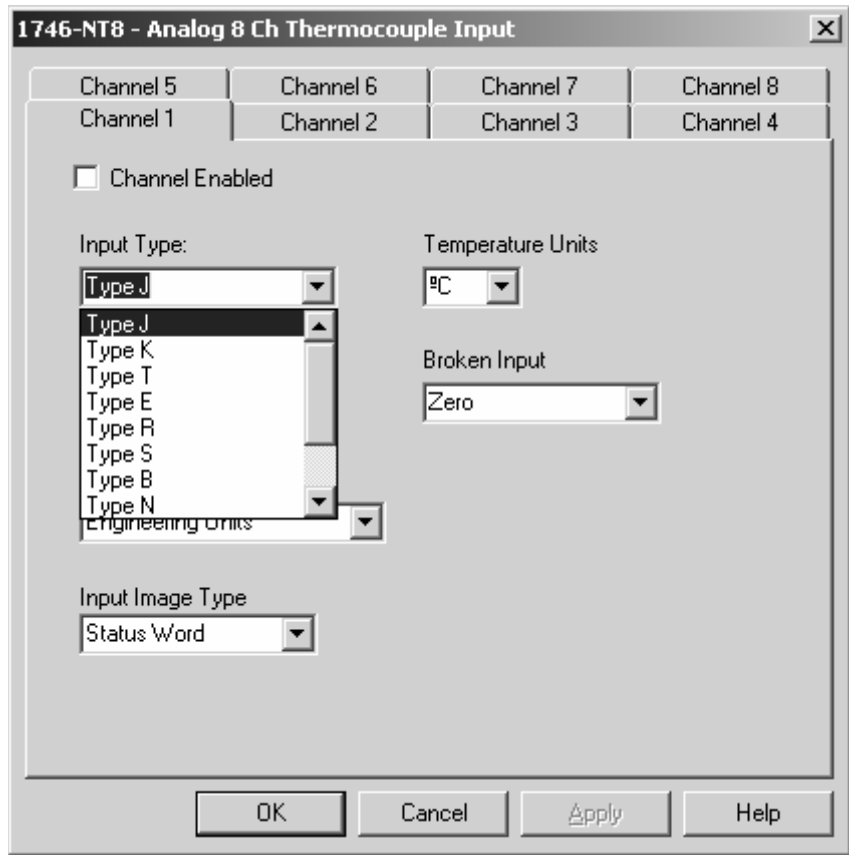 1746-NT8 - Analog 8 Ch Thermocouple Input
Channel 5 Channel 6 Channel 7 Channel 8
Channel 1 Channel 2 Channel 3 Channel 4
Channel Enabled
Input Type: Temperature Units
Type J ºC
Type J
Type K
Broken Input
Type T
Type E Zero
Type R
Type S
Type B
Type N
Engineering Units
Input Image Type
Status Word
OK Cancel Apply Help